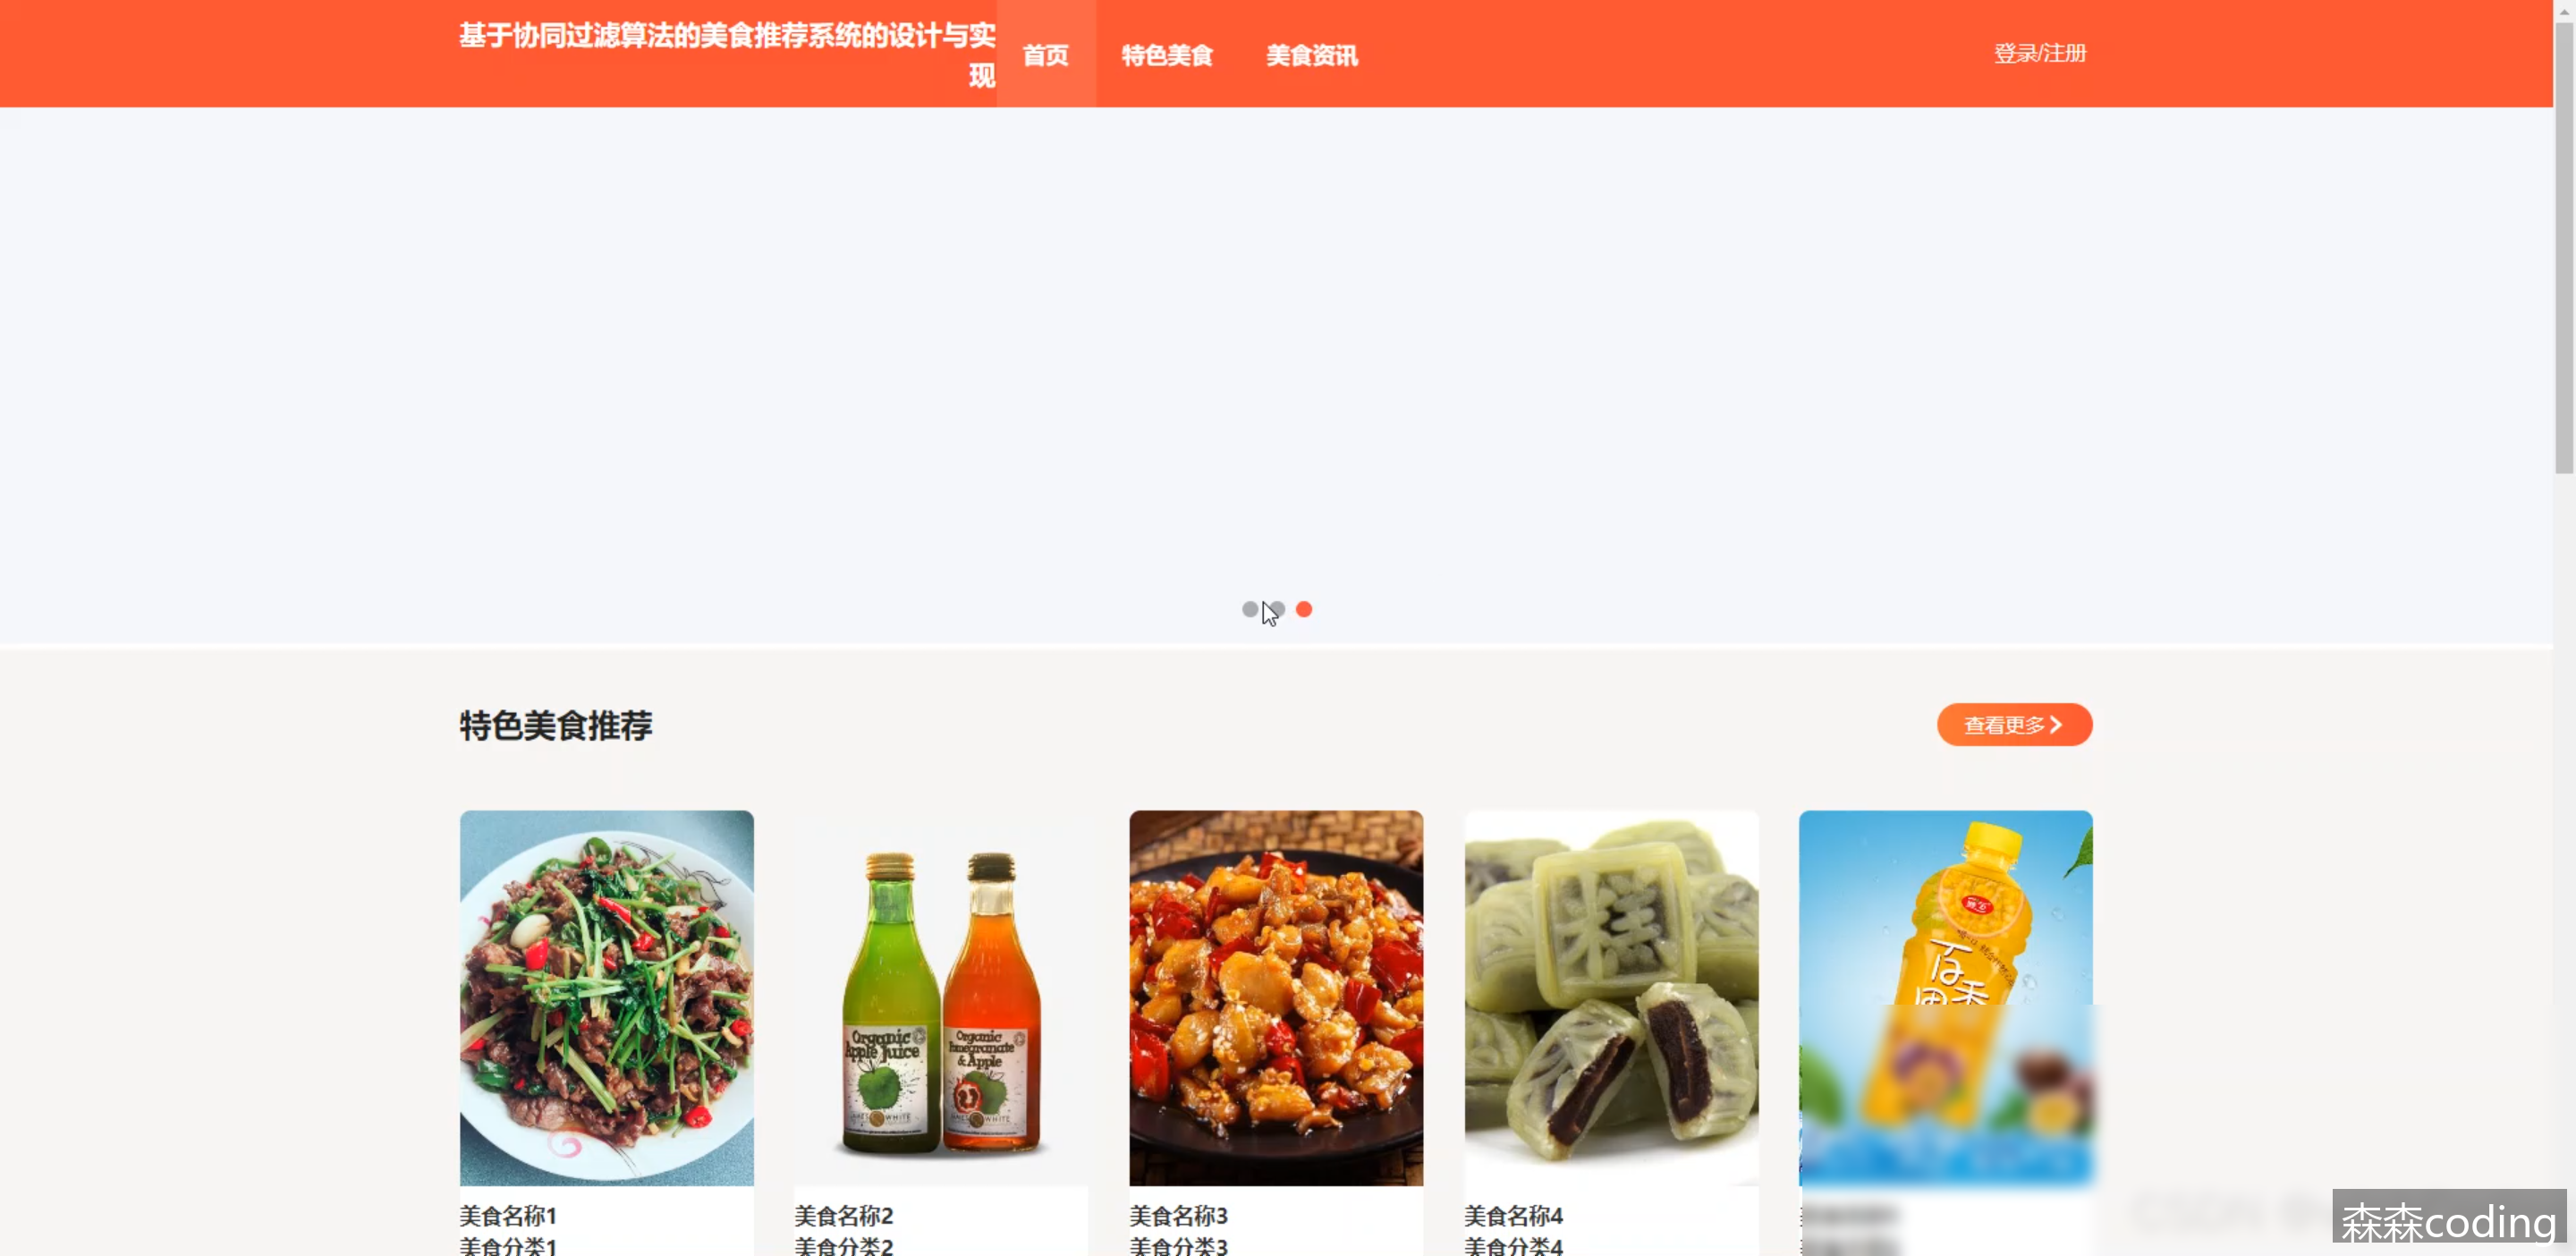 基于协同过滤算法的美食推荐系统的设计与实
现
首页
特色美食
美食资讯
登录/注册
特色美食推荐
查看更多
糕
Organic
Apple Juice
Organic
Pomegranate
& Apple
百
香
美食名称1
美食名称2
美食名称3
美食名称4
美食分类1
美食分类2
美食分类3
美食分类4
森森coding